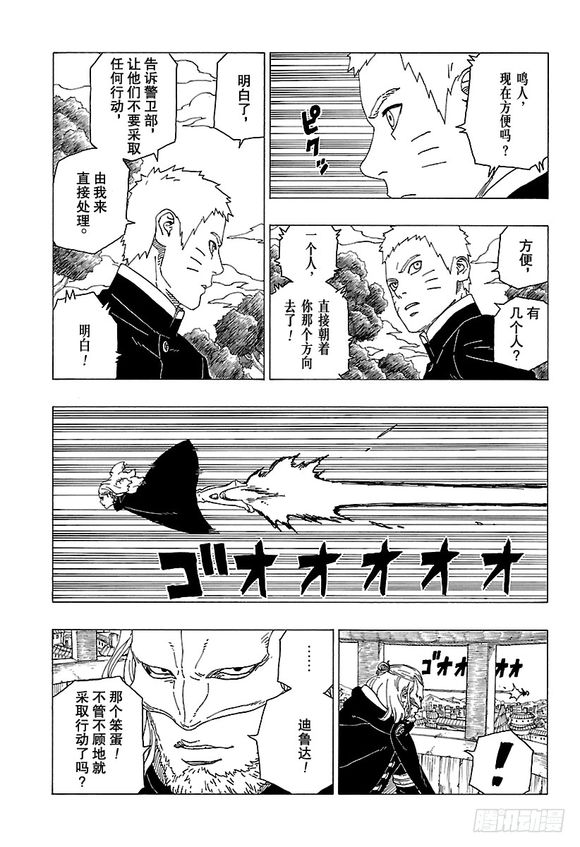 鸣人，
现在方便吗？
ピクッ
方便，
有
几个人？
一个人，
直接朝着
你那个方向
去了！
明白了，
告诉警卫部，
让他们不要采取
任何行动，
由我来
直接处理。
明白！
ゴオオオオオ
ゴオオオ
！
……
迪鲁达！
那个笨蛋！
不管不顾地就
采取行动了吗？
腾讯动漫